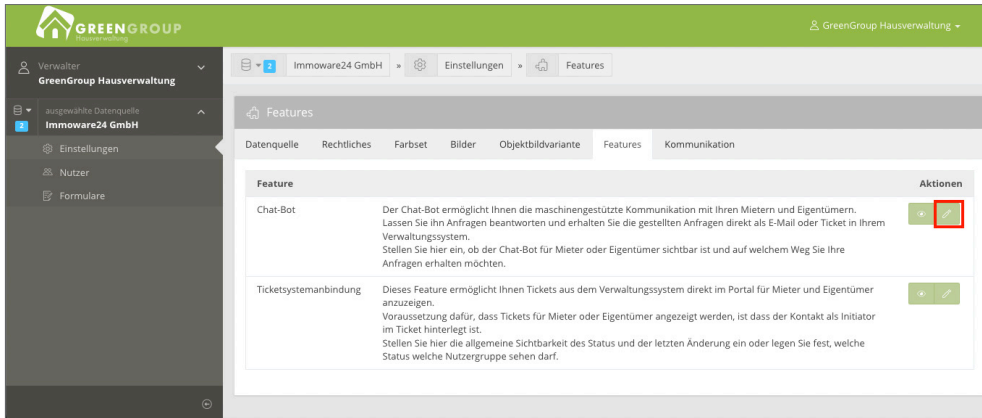 GREENGROUP
Hausverwaltung
GreenGroup Hausverwaltung
Verwalter
GreenGroup Hausverwaltung
2
ausgewählte Datenquelle
Immoware24 GmbH
Einstellungen
Nutzer
Formulare
2 Immoware24 GmbH » Einstellungen » Features
Features
Datenquelle Rechtliches Farbset Bilder Objektbildvariante Features Kommunikation
Feature Aktionen
Chat-Bot
Der Chat-Bot ermöglicht Ihnen die maschinengestützte Kommunikation mit Ihren Mietern und Eigentümern.
Lassen Sie ihn Anfragen beantworten und erhalten Sie die gestellten Anfragen direkt als E-Mail oder Ticket in Ihrem
Verwaltungssystem.
Stellen Sie hier ein, ob der Chat-Bot für Mieter oder Eigentümer sichtbar ist und auf welchem Weg Sie Ihre
Anfragen erhalten möchten.
Ticketsystemanbindung
Dieses Feature ermöglicht Ihnen Tickets aus dem Verwaltungssystem direkt im Portal für Mieter und Eigentümer
anzuzeigen.
Voraussetzung dafür, dass Tickets für Mieter oder Eigentümer angezeigt werden, ist dass der Kontakt als Initiator
im Ticket hinterlegt ist.
Stellen Sie hier die allgemeine Sichtbarkeit des Status und der letzten Änderung ein oder legen Sie fest, welche
Status welche Nutzergruppe sehen darf.